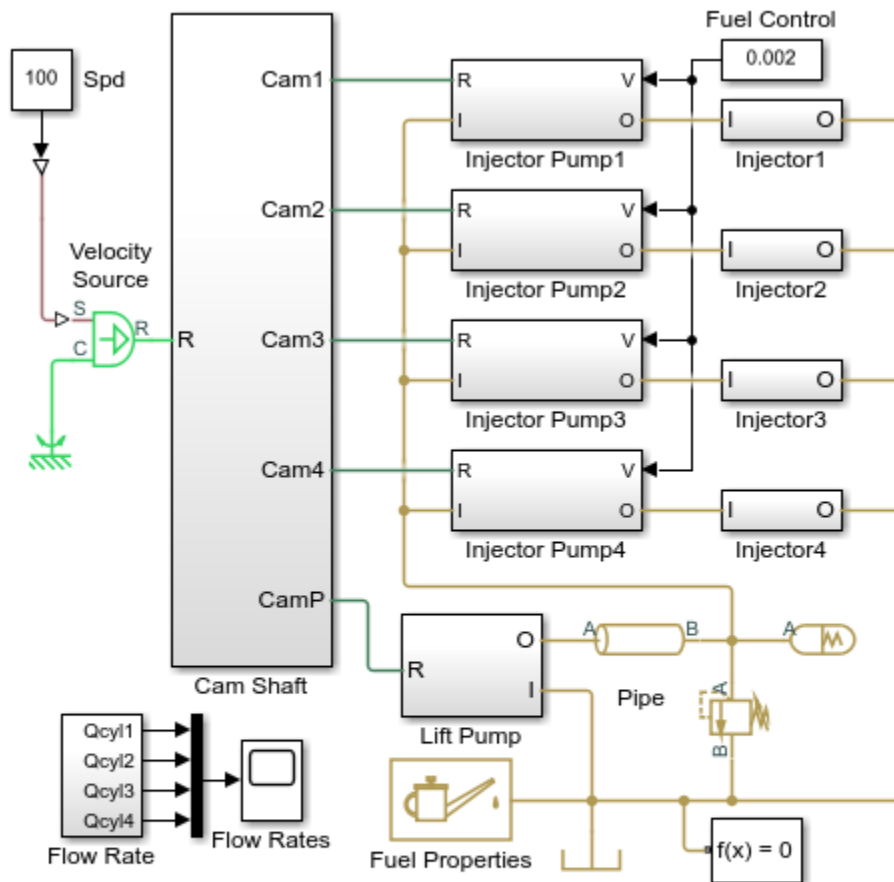 Fuel Control
100
Spd
0.002
Cam1
R
V
I
O
I
O
Injector Pump1
Injector1
Cam2
R
V
I
O
I
O
Injector Pump2
Injector2
Velocity
Source
S
R
C
R
Cam3
R
V
I
O
I
O
Injector Pump3
Injector3
Cam4
R
V
I
O
I
O
Injector Pump4
Injector4
CamP
R
O
I
A
B
A
Pipe
A
B
Cam Shaft
Lift Pump
Qcyl1
Qcyl2
Qcyl3
Qcyl4
Flow Rate
Flow Rates
Fuel Properties
f(x) = 0